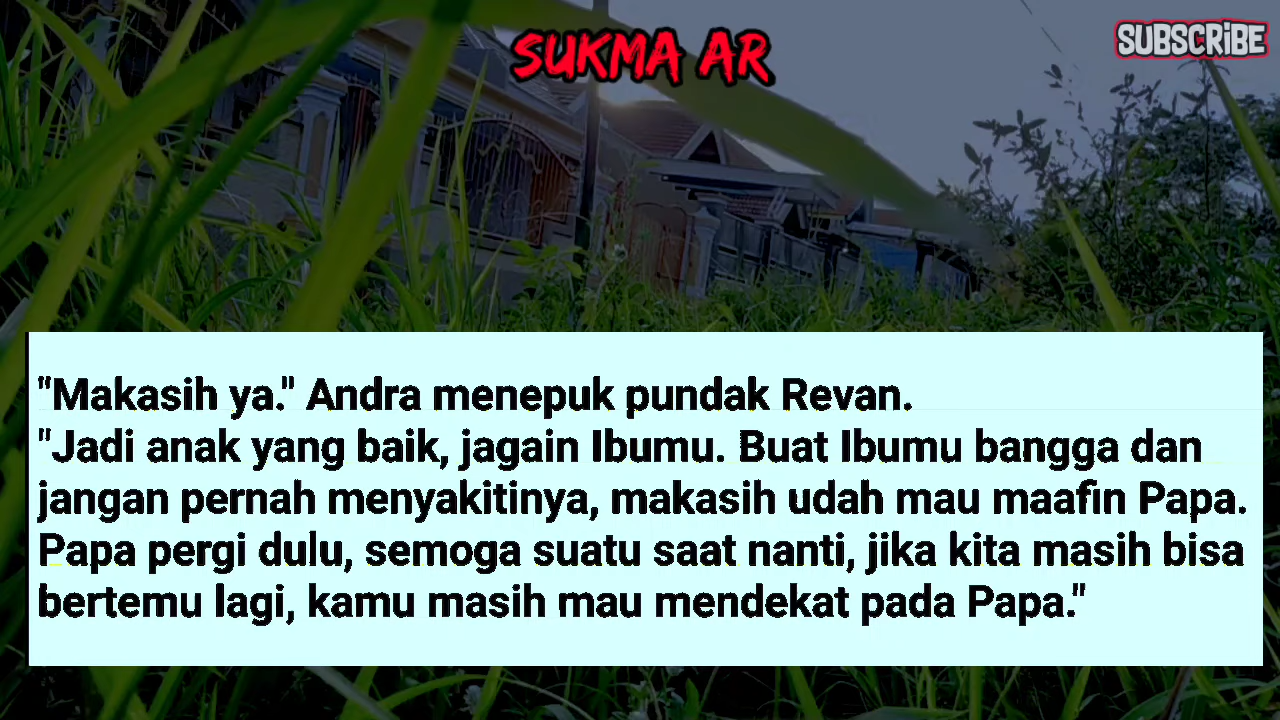 SUKMA AR
SUBSCRiBE
"Makasih ya." Andra menepuk pundak Revan.
"Jadi anak yang baik, jagain Ibumu. Buat Ibumu bangga dan
jangan pernah menyakitinya, makasih udah mau maafin Papa.
Papa pergi dulu, semoga suatu saat nanti, jika kita masih bisa
bertemu lagi, kamu masih mau mendekat pada Papa."